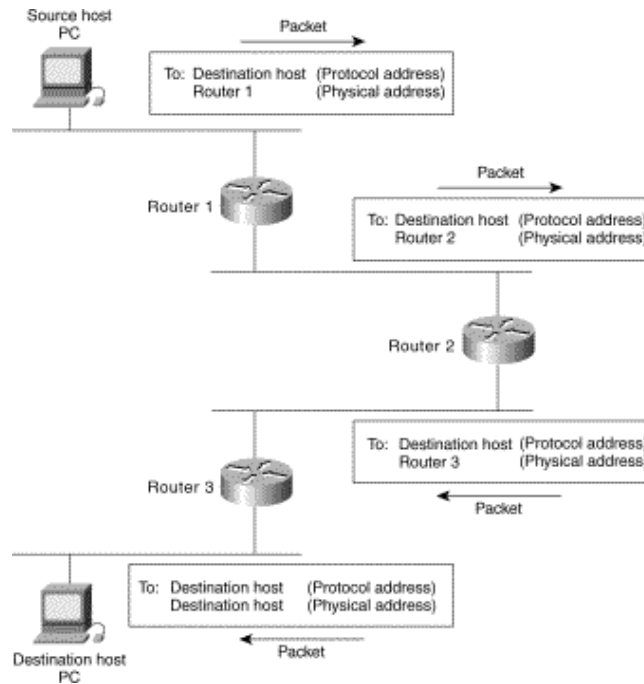 Source host
PC
Packet
To: Destination host (Protocol address)
Router 1 (Physical address)
Packet
Router 1
To: Destination host (Protocol address)
Router 2 (Physical address)
Router 2
To: Destination host (Protocol address)
Router 3 (Physical address)
Router 3
Packet
To: Destination host (Protocol address)
Destination host (Physical address)
Packet
Destination host
PC